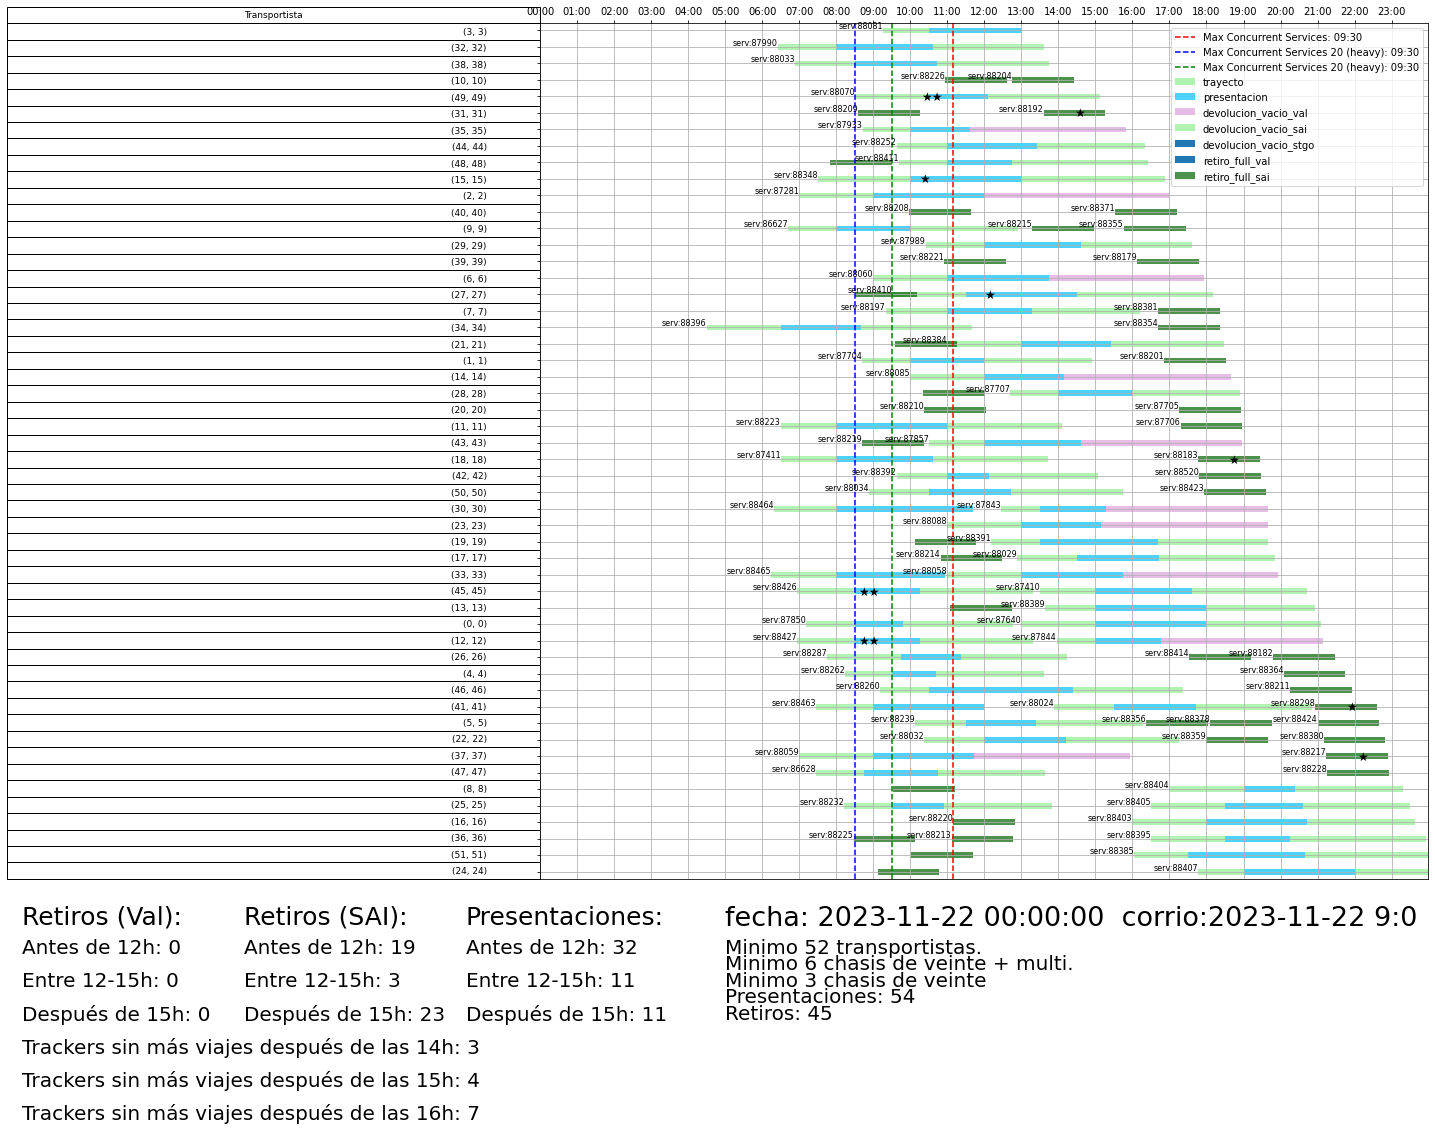 Transportista 00:00 01:00 02:00 03:00 04:00 05:00 06:00 07:00 08:00 09:00 10:00 11:00 12:00 13:00 14:00 15:00 16:00 17:00 18:00 19:00 20:00 21:00 22:00 23:00
(3, 3) serv:88081
(32, 32) serv:87990
(38, 38) serv:88033
(10, 10) serv:88226 serv:88204
(49, 49) serv:88070
(31, 31) serv:88209 serv:88192
(35, 35) serv:87933
(44, 44) serv:88252
(48, 48) serv:88411
(15, 15) serv:88348
(2, 2) serv:87281
(40, 40) serv:88208 serv:88371
(9, 9) serv:86627 serv:88215 serv:88355
(29, 29) serv:87989
(39, 39) serv:88221 serv:88179
(6, 6) serv:88060
(27, 27) serv:88410
(7, 7) serv:88197 serv:88381
(34, 34) serv:88396 serv:88354
(21, 21) serv:88384
(1, 1) serv:87704 serv:88201
(14, 14) serv:88085
(28, 28) serv:87707
(20, 20) serv:88210 serv:87705
(11, 11) serv:88223 serv:87706
(43, 43) serv:88219 serv:87857
(18, 18) serv:87411 serv:88183
(42, 42) serv:88392 serv:88520
(50, 50) serv:88034 serv:88423
(30, 30) serv:88464 serv:87843
(23, 23) serv:88088
(19, 19) serv:88391
(17, 17) serv:88214 serv:88029
(33, 33) serv:88465 serv:88058
(45, 45) serv:88426 serv:87410
(13, 13) serv:88389
(0, 0) serv:87850 serv:87640
(12, 12) serv:88427 serv:87844
(26, 26) serv:88287 serv:88414 serv:88182
(4, 4) serv:88262 serv:88364
(46, 46) serv:88260 serv:88211
(41, 41) serv:88463 serv:88024 serv:88298
(5, 5) serv:88239 serv:88356 serv:88378 serv:88424
(22, 22) serv:88032 serv:88359 serv:88380
(37, 37) serv:88059 serv:88217
(47, 47) serv:86628 serv:88228
(8, 8) serv:88404
(25, 25) serv:88232 serv:88405
(16, 16) serv:88220 serv:88403
(36, 36) serv:88225 serv:88213 serv:88395
(51, 51) serv:88385
(24, 24) serv:88407
Max Concurrent Services: 09:30
Max Concurrent Services 20 (heavy): 09:30
Max Concurrent Services 20 (heavy): 09:30
trayecto
presentacion
devolucion_vacio_val
devolucion_vacio_sai
devolucion_vacio_stgo
retiro_full_val
retiro_full_sai
Retiros (Val):
Antes de 12h: 0
Entre 12-15h: 0
Después de 15h: 0
Retiros (SAI):
Antes de 12h: 19
Entre 12-15h: 3
Después de 15h: 23
Presentaciones:
Antes de 12h: 32
Entre 12-15h: 11
Después de 15h: 11
Trackers sin más viajes después de las 14h: 3
Trackers sin más viajes después de las 15h: 4
Trackers sin más viajes después de las 16h: 7
fecha: 2023-11-22 00:00:00 corrio:2023-11-22 9:0
Minimo 52 transportistas.
Minimo 6 chasis de veinte + multi.
Minimo 3 chasis de veinte
Presentaciones: 54
Retiros: 45